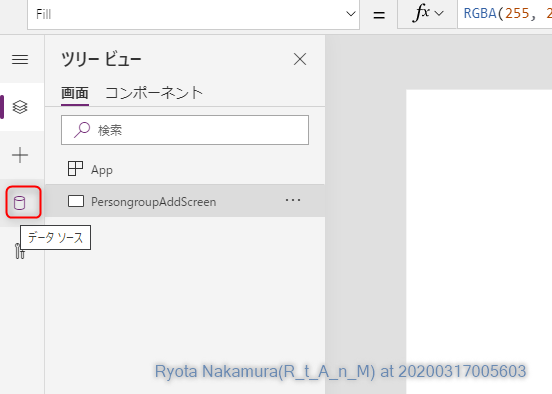 Fill = fx RGBA(255, 2
ツリー ビュー
画面 コンポーネント
検索
App
PersongroupAddScreen ...
データ ソース
Ryota Nakamura(R_t_A_n_M) at 20200317005603